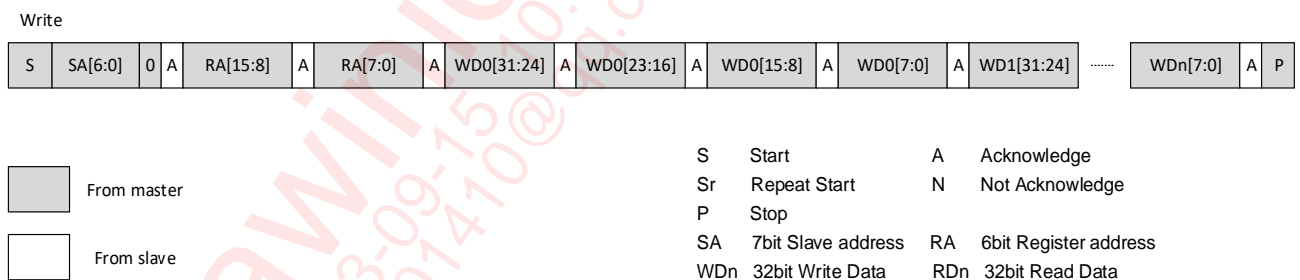 Write
S SA[6:0] 0 A RA[15:8] A RA[7:0] A WD0[31:24] A WD0[23:16] A WD0[15:8] A WD0[7:0] A WD1[31:24] ....... WDn[7:0] A P
S Start A Acknowledge
From master Sr Repeat Start N Not Acknowledge
P Stop
SA 7bit Slave address RA 6bit Register address
From slave
WDn 32bit Write Data RDn 32bit Read Data